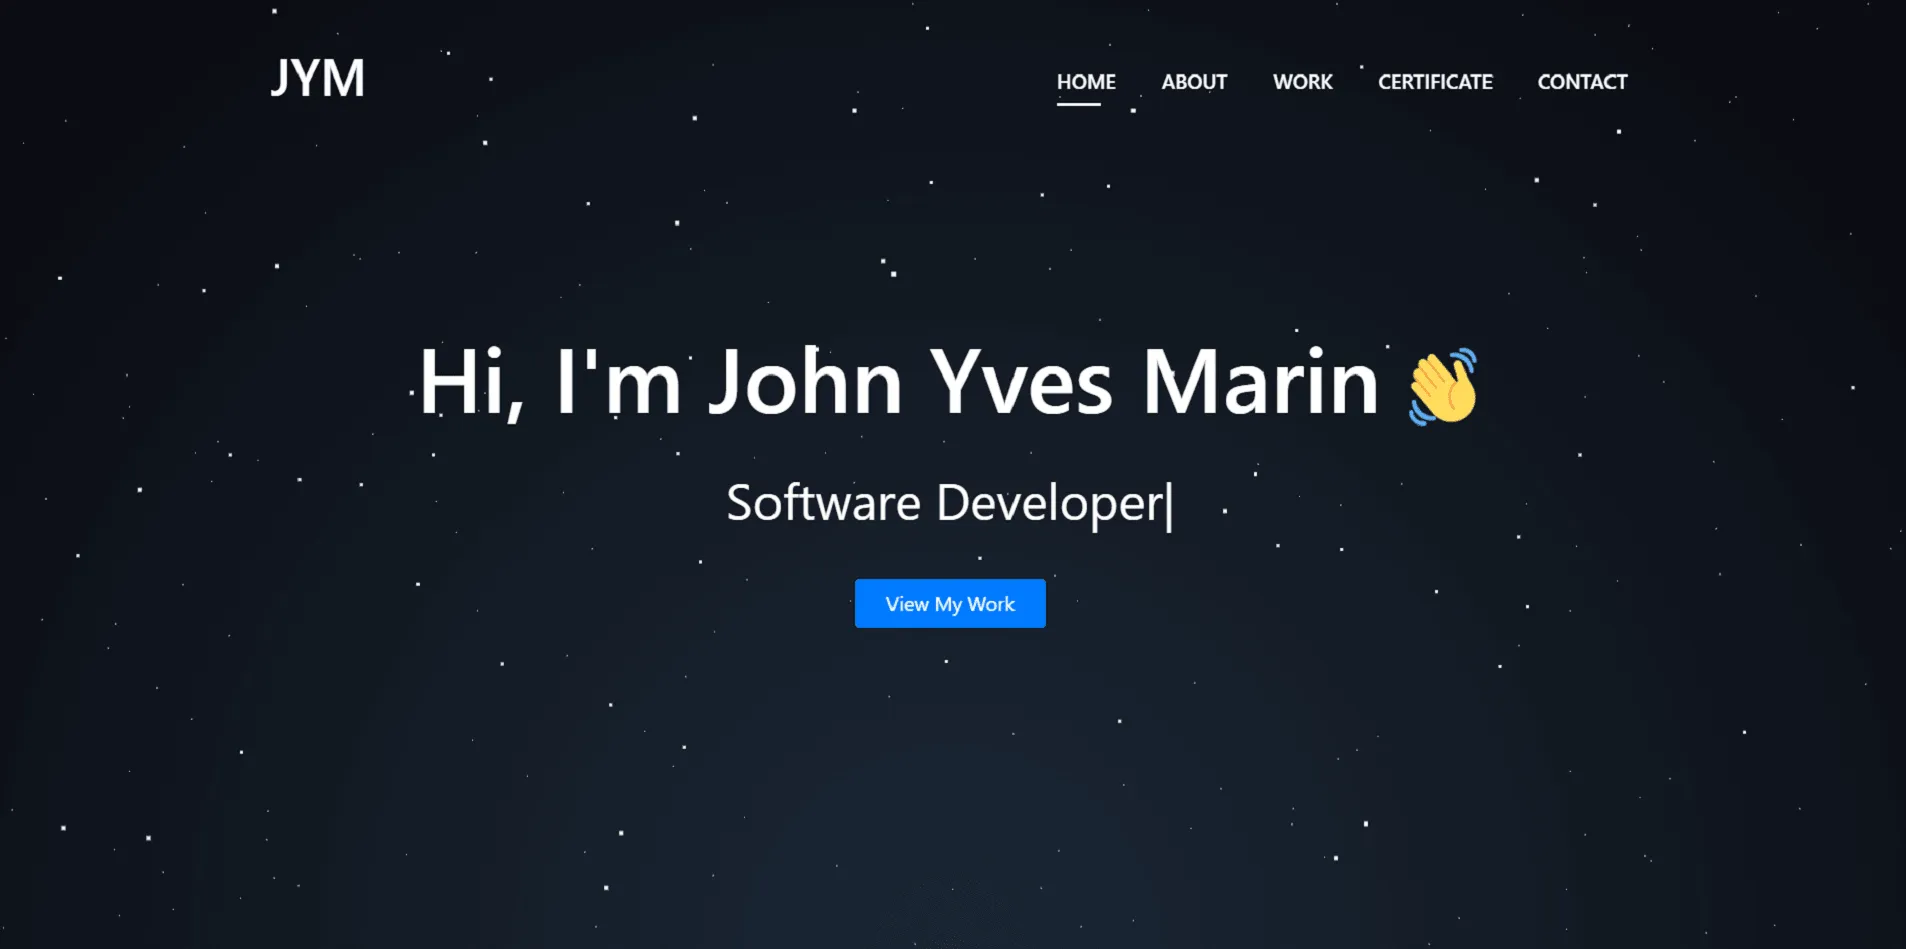 JYM
HOME ABOUT WORK CERTIFICATE CONTACT
Hi, I'm John Yves Marin 👋
Software Developer|
View My Work